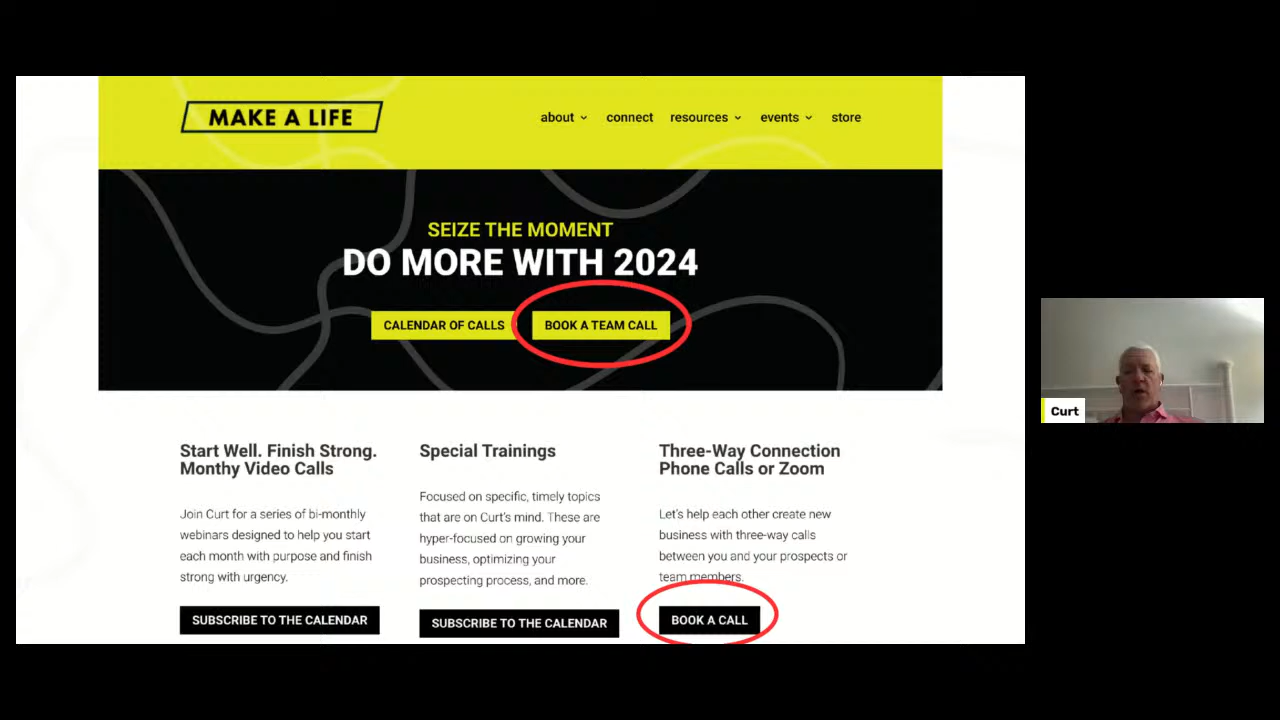 MAKE A LIFE
about connect resources events store
SEIZE THE MOMENT
DO MORE WITH 2024
CALENDAR OF CALLS BOOK A TEAM CALL
Start Well. Finish Strong.
Monthy Video Calls
Join Curt for a series of bi-monthly
webinars designed to help you start
each month with purpose and finish
strong with urgency.
SUBSCRIBE TO THE CALENDAR
Special Trainings
Focused on specific, timely topics
that are on Curt's mind. These are
hyper-focused on growing your
business, optimizing your
prospecting process, and more.
SUBSCRIBE TO THE CALENDAR
Three-Way Connection
Phone Calls or Zoom
Let's help each other create new
business with three-way calls
between you and your prospects or
team members.
BOOK A CALL
Curt